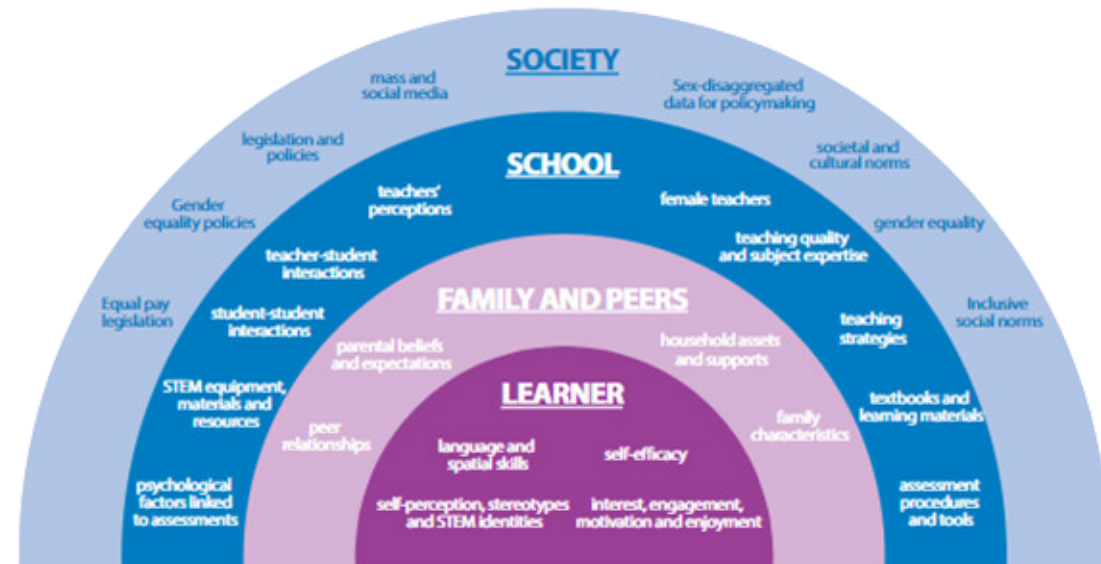 SOCIETY
mass and
social media
Sex-disaggregated
data for policymaking
legislation and
policies
societal and
cultural norms
Gender
equality policies
gender equality
Equal pay
legislation
Inclusive
social norms
SCHOOL
teachers'
perceptions
female teachers
teacher-student
interactions
teaching quality
and subject expertise
student-student
interactions
teaching
strategies
STEM equipment,
materials and
resources
textbooks and
learning materials
psychological
factors linked
to assessments
assessment
procedures
and tools
FAMILY AND PEERS
parental beliefs
and expectations
household assets
and supports
peer
relationships
family
characteristics
LEARNER
language and
spatial skills
self-efficacy
self-perception, stereotypes
and STEM identities
interest, engagement,
motivation and enjoyment